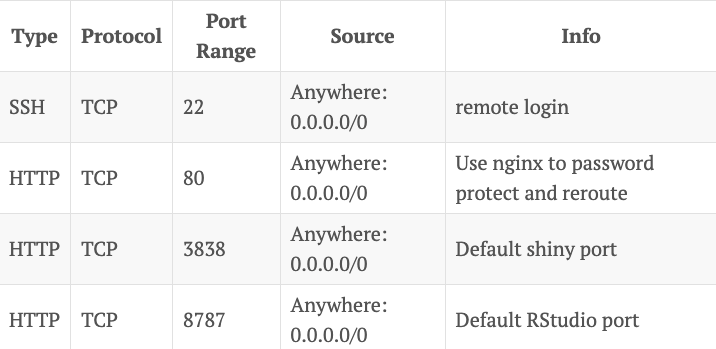 Type Protocol Port Range Source Info
SSH TCP 22 Anywhere: 0.0.0.0/0 remote login
HTTP TCP 80 Anywhere: 0.0.0.0/0 Use nginx to password protect and reroute
HTTP TCP 3838 Anywhere: 0.0.0.0/0 Default shiny port
HTTP TCP 8787 Anywhere: 0.0.0.0/0 Default RStudio port